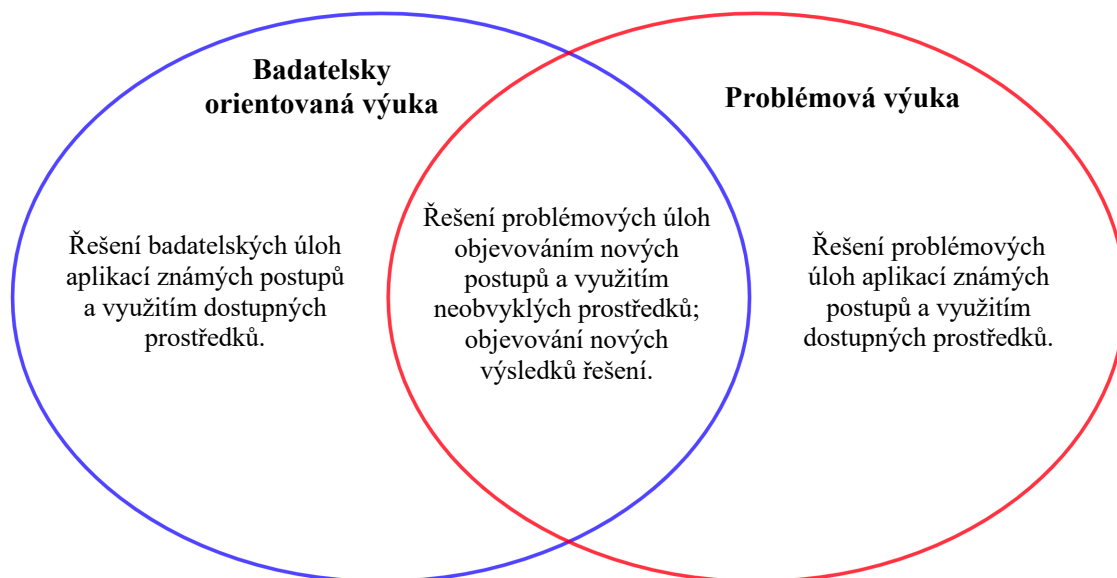 Badatelsky
orientovaná výuka
Problémová výuka
Řešení badatelských úloh
aplikací známých postupů
a využitím dostupných
prostředků.
Řešení problémových úloh
objevováním nových
postupů a využitím
neobvyklých prostředků;
objevování nových
výsledků řešení.
Řešení problémových
úloh aplikací známých
postupů a využitím
dostupných prostředků.